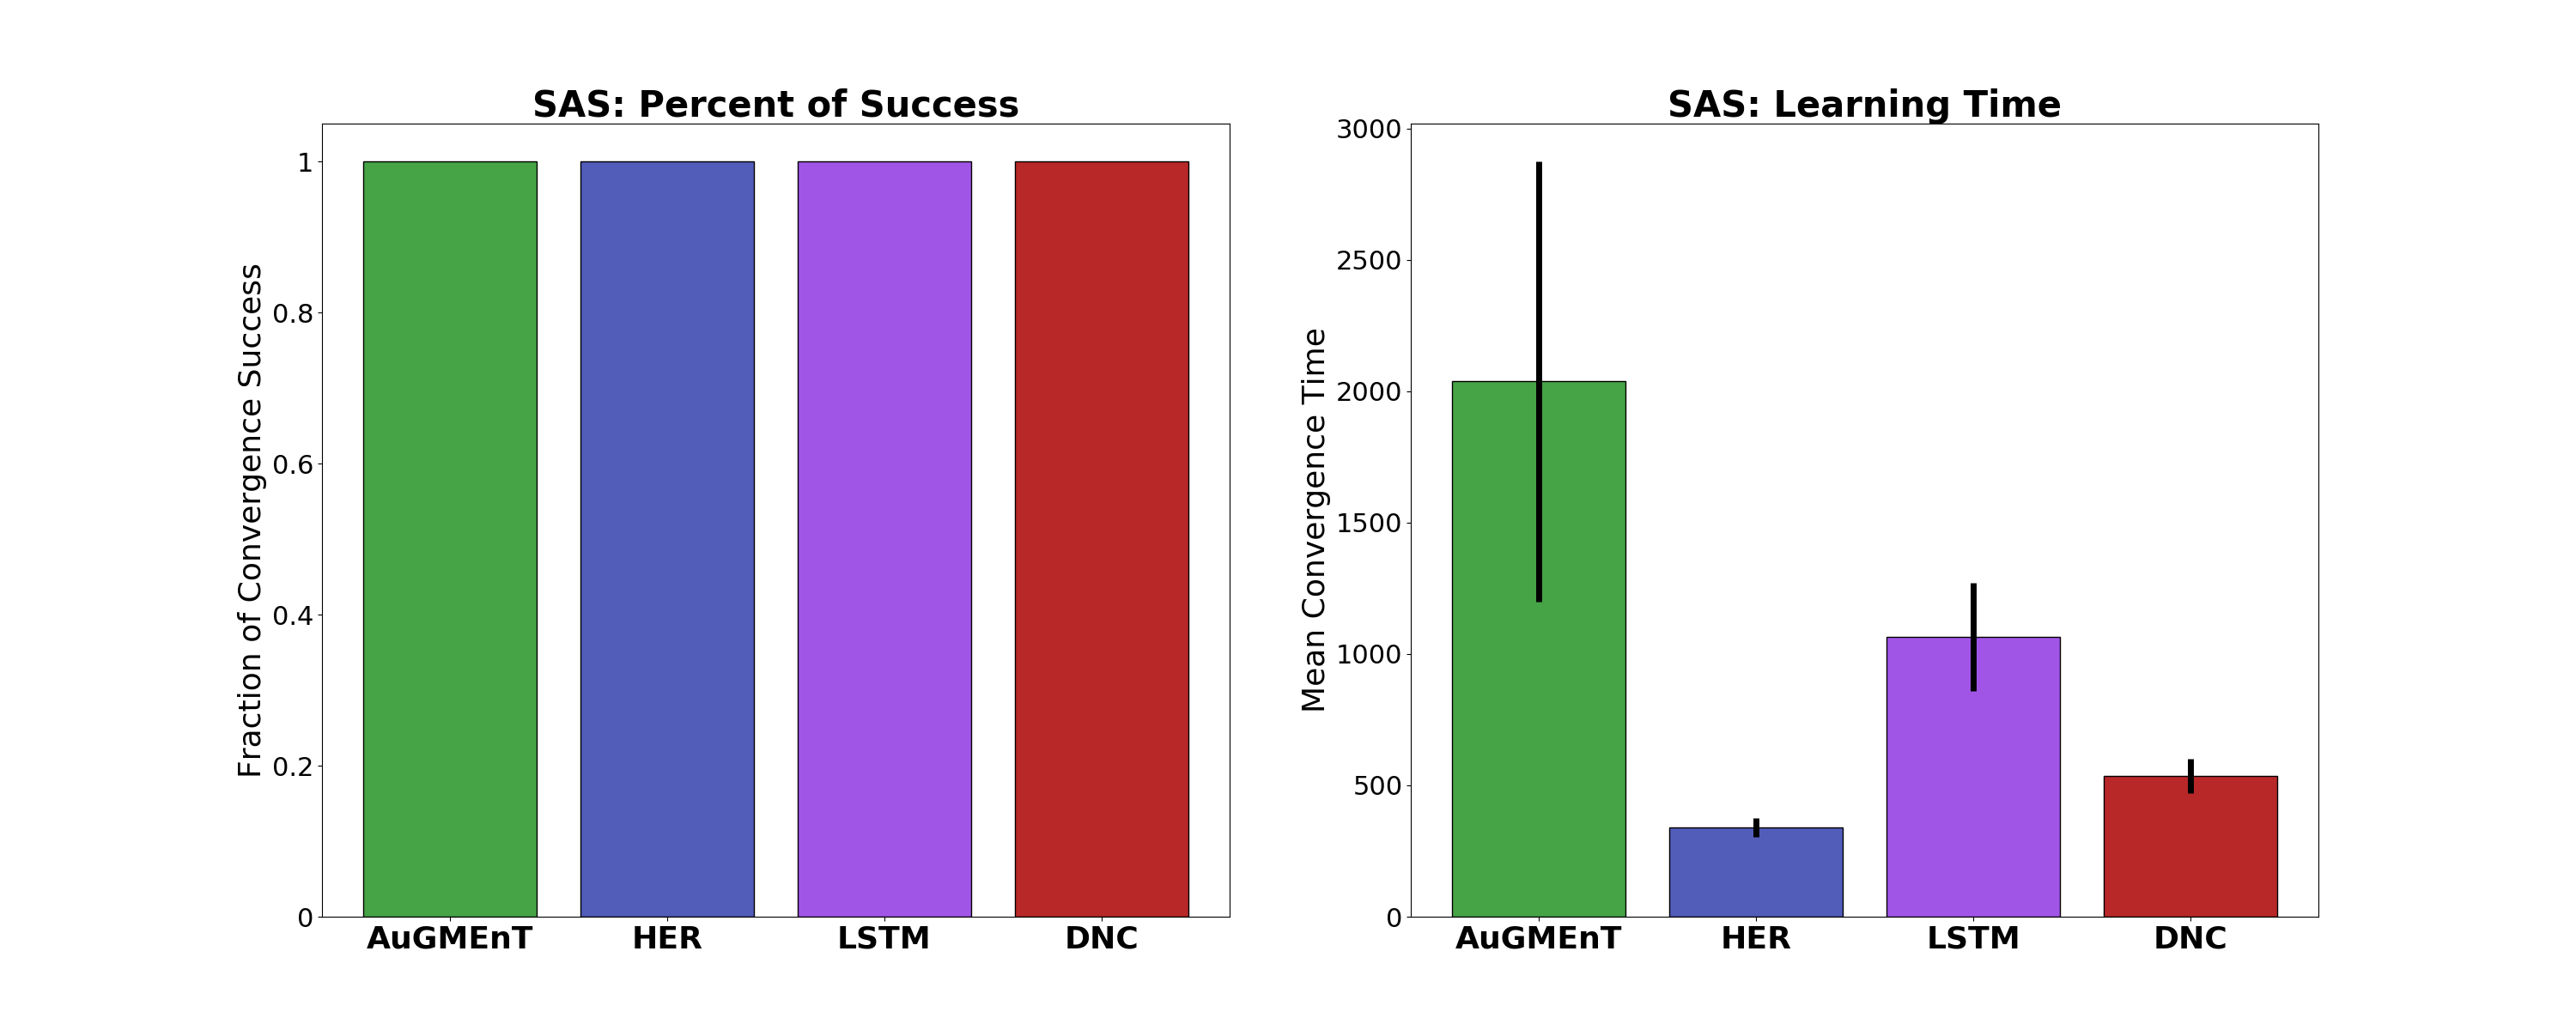 SAS: Percent of Success
Fraction of Convergence Success
1
0.8
0.6
0.4
0.2
0
AuGMEnT HER LSTM DNC
SAS: Learning Time
Mean Convergence Time
3000
2500
2000
1500
1000
500
0
AuGMEnT HER LSTM DNC